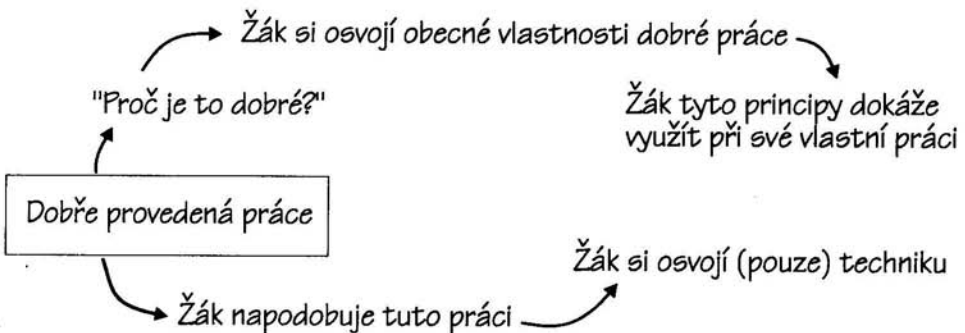 Žák si osvojí obecné vlastnosti dobré práce
"Proč je to dobré?"
Žák tyto principy dokáže
využít při své vlastní práci
Dobře provedená práce
Žák si osvojí (pouze) techniku
Žák napodobuje tuto práci